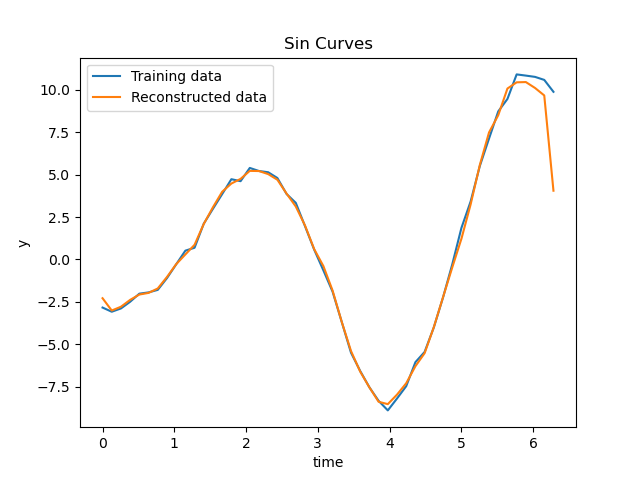 Sin Curves
Training data
Reconstructed data
10.0
7.5
5.0
2.5
0.0
−2.5
−5.0
−7.5
y
0 1 2 3 4 5 6
time